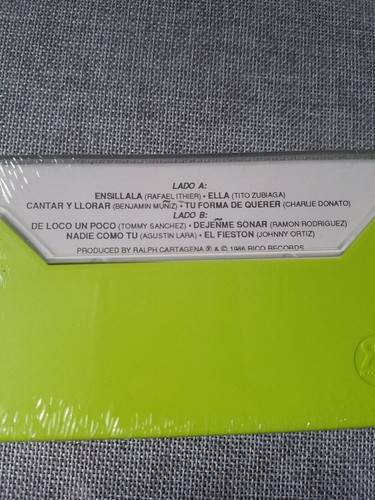 LADO A:
ENSILLALA (RAFAEL ITHIER) • ELLA (TITO ZUBIAGA)
CANTAR Y LLORAR (BENJAMIN MUÑIZ) • TU FORMA DE QUERER (CHARLIE DONATO)
LADO B:
DE LOCO UN POCO (TOMMY SANCHEZ) • DEJEÑME SONAR (RAMON RODRIGUEZ)
NADIE COMO TU (AGUSTIN LARA) • EL FIESTON (JOHNNY ORTIZ)
PRODUCED BY RALPH CARTAGENA ® & © 1986 RICO RECORDS